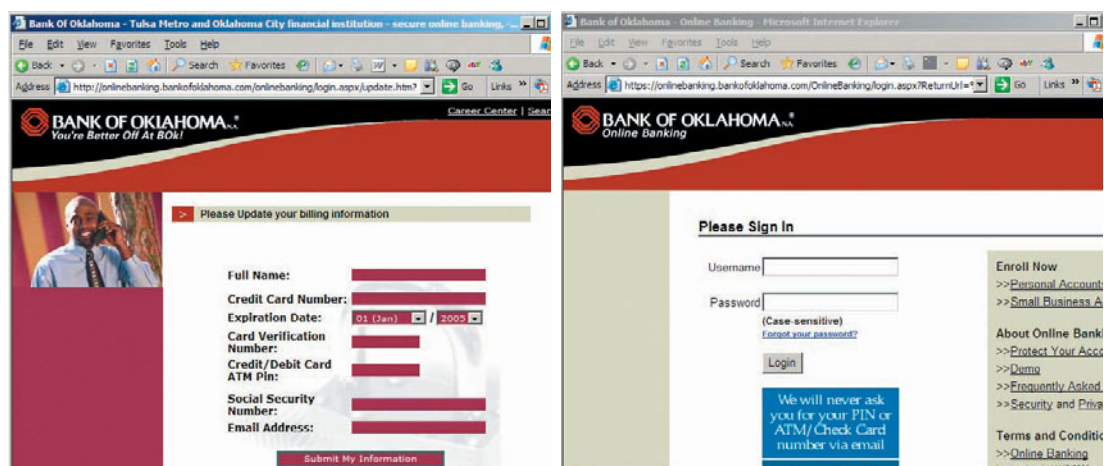 Bank Of Oklahoma - Tulsa Metro and Oklahoma City financial institution - secure online banking, -...
File Edit View Favorites Tools Help
Back Search Favorites
Address http://onlinebanking.bankofoklahoma.com/onlinebanking/login.aspx/update.htm? Go Links »
Career Center | Sear
BANK OF OKLAHOMA N.A.
You're Better Off At BOk!
> Please Update your billing information
Full Name:
Credit Card Number:
Expiration Date: 01 (Jan) / 2005
Card Verification
Number:
Credit/Debit Card
ATM Pin:
Social Security
Number:
Email Address:
Submit My Information
Bank of Oklahoma - Online Banking - Microsoft Internet Explorer
File Edit View Favorites Tools Help
Back Search Favorites
Address https://onlinebanking.bankofoklahoma.com/OnlineBanking/login.aspx?ReturnUrl= Go Links »
BANK OF OKLAHOMA N.A.
Online Banking
Please Sign In
Username
Password
(Case-sensitive)
Forgot your password?
Login
We will never ask
you for your PIN or
ATM/Check Card
number via email
Enroll Now
>>Personal Accounts
>>Small Business A
About Online Banki
>>Protect Your Acco
>>Demo
>>Frequently Asked
>>Security and Priva
Terms and Conditio
>>Online Banking